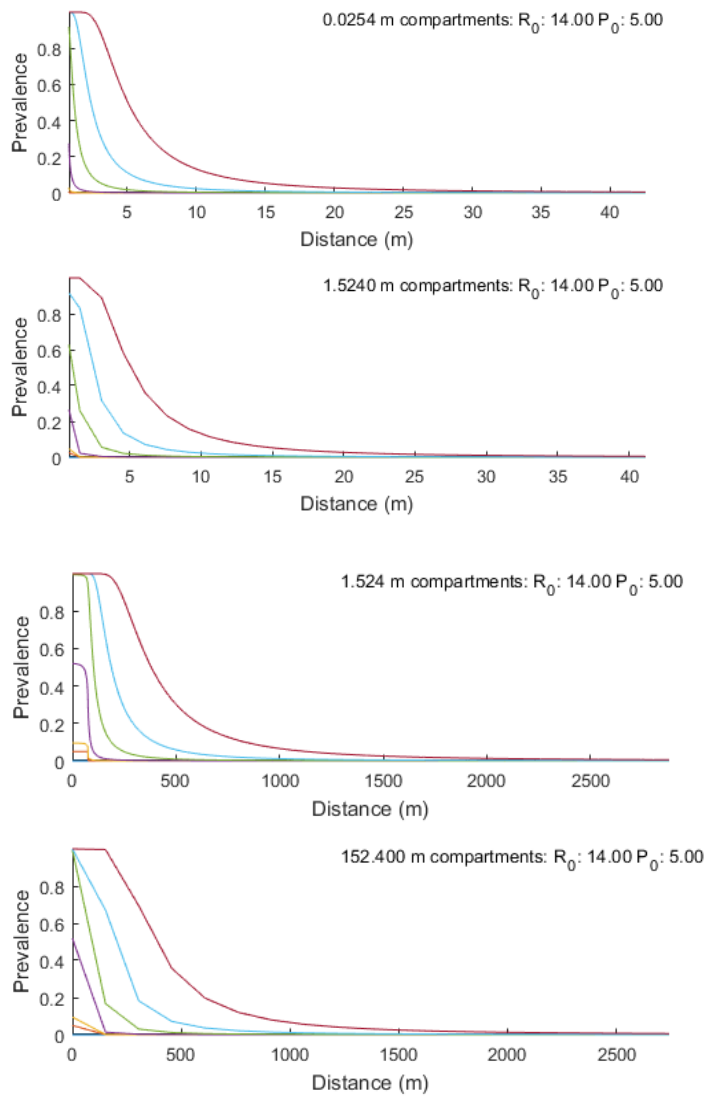 0.0254 m compartments: R0: 14.00 P0: 5.00
Prevalence
0.8
0.6
0.4
0.2
0
5 10 15 20 25 30 35 40
Distance (m)
1.5240 m compartments: R0: 14.00 P0: 5.00
Prevalence
0.8
0.6
0.4
0.2
0
5 10 15 20 25 30 35 40
Distance (m)
1.524 m compartments: R0: 14.00 P0: 5.00
Prevalence
0.8
0.6
0.4
0.2
0
0 500 1000 1500 2000 2500
Distance (m)
152.400 m compartments: R0: 14.00 P0: 5.00
Prevalence
0.8
0.6
0.4
0.2
0
0 500 1000 1500 2000 2500
Distance (m)